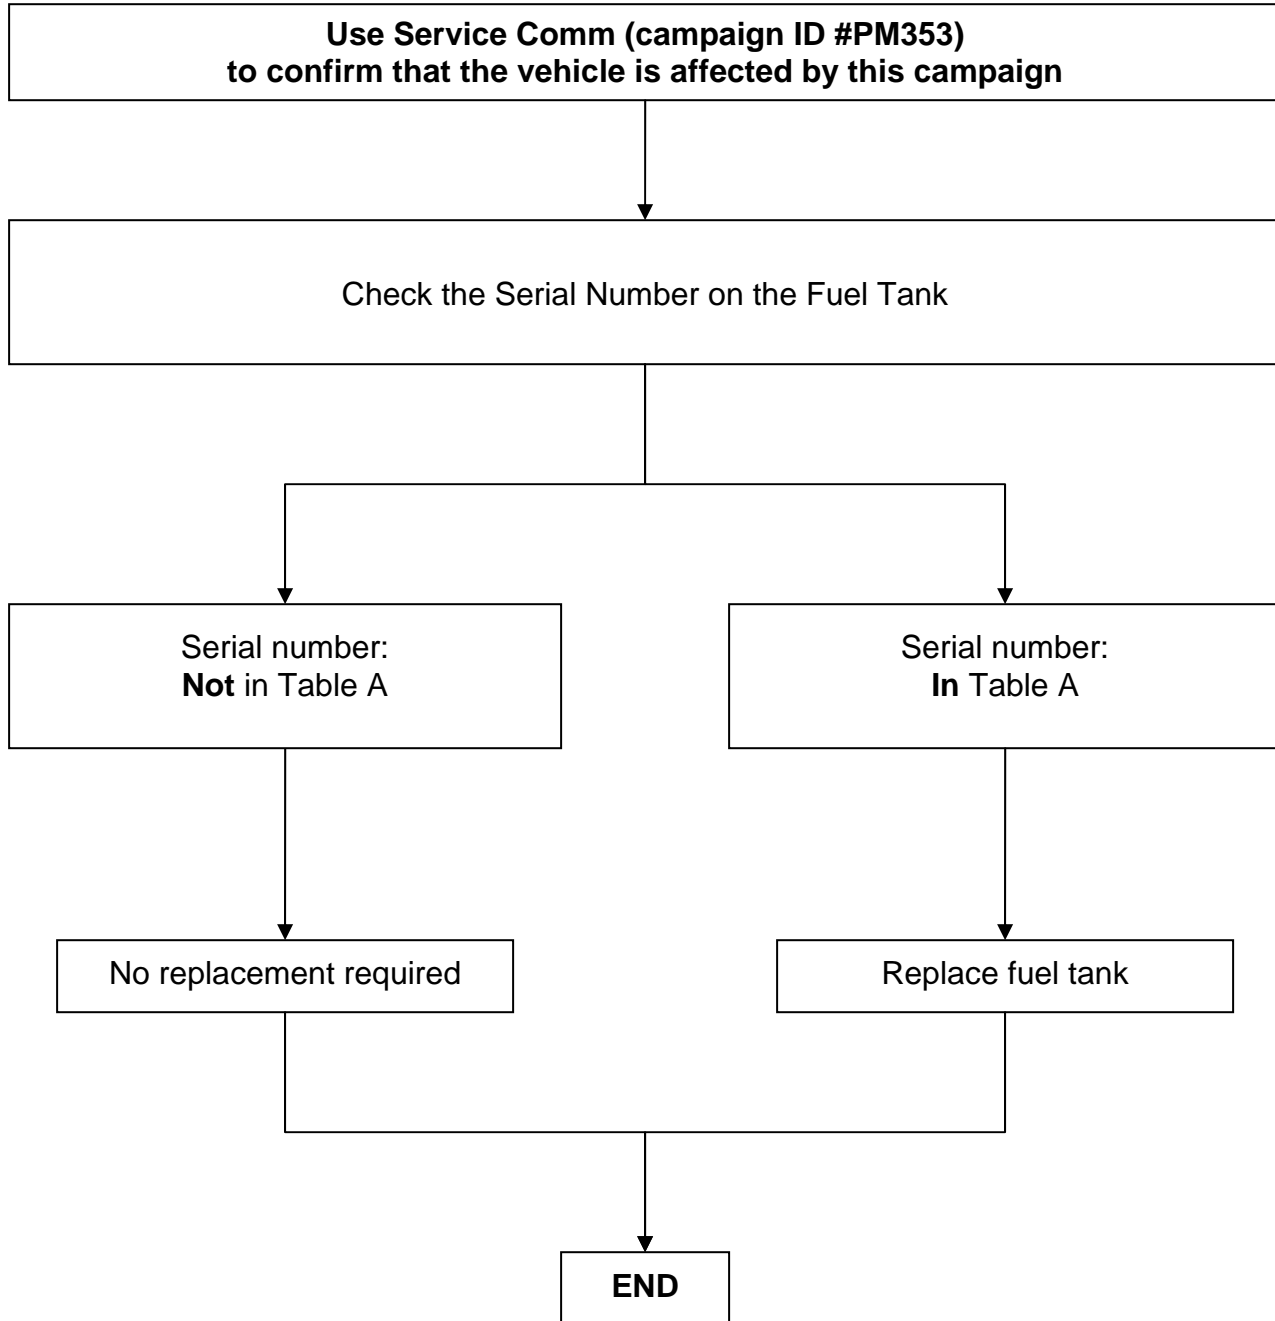 Use Service Comm (campaign ID #PM353)
to confirm that the vehicle is affected by this campaign
Check the Serial Number on the Fuel Tank
Serial number:
Not in Table A
Serial number:
In Table A
No replacement required
Replace fuel tank
END